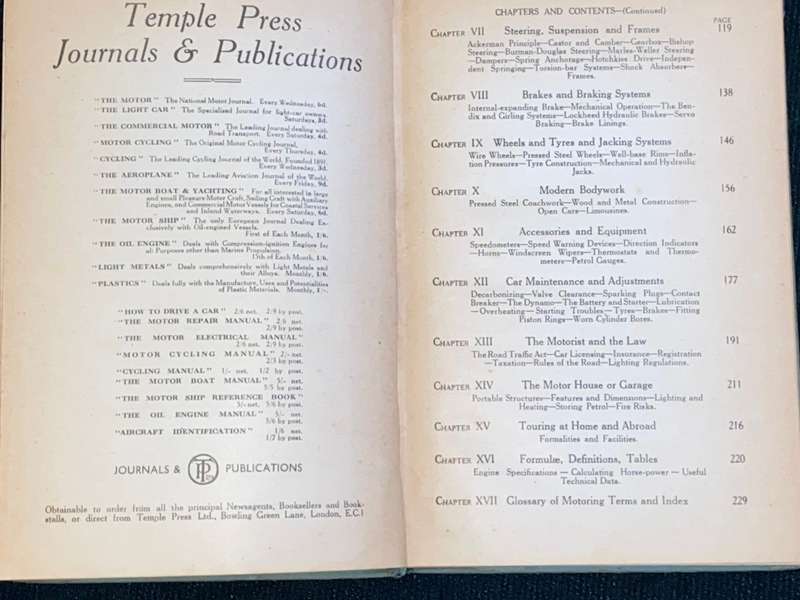 Temple Press
Journals & Publications
"THE MOTOR" The National Motor Journal. Every Wednesday, 6d.
"THE LIGHT CAR" The Specialized Journal for light-car owners.
Saturdays, 3d.
"THE COMMERCIAL MOTOR" The Leading Journal dealing with
Road Transport. Every Saturday, 4d.
"MOTOR CYCLING" The Original Motor Cycling Journal.
Every Thursday, 4d.
"CYCLING" The Leading Cycling Journal of the World, Founded 1891.
Every Wednesday, 3d.
"THE AEROPLANE" The Leading Aviation Journal of the World.
Every Friday, 9d.
"THE MOTOR BOAT & YACHTING" For all interested in large
and small Pleasure Motor Craft, Sailing Craft with Auxiliary
Engines, and Commercial Motor Vessels for Coastal Services
and Inland Waterways. Every Saturday, 6d.
"THE MOTOR SHIP" The only European Journal Dealing Ex-
clusively with Oil-engined Vessels.
First of Each Month, 1/6.
"THE OIL ENGINE" Deals with Compression-ignition Engines for
all Purposes other than Marine Propulsion.
17th of Each Month, 1/6.
"LIGHT METALS" Deals comprehensively with Light Metals and
their Alloys. Monthly, 1/6.
"PLASTICS" Deals fully with the Manufacture, Uses and Potentialities
of Plastic Materials. Monthly, 1/-.
"HOW TO DRIVE A CAR" 2/6 net. 2/9 by post.
"THE MOTOR REPAIR MANUAL" 2/6 net.
2/9 by post.
"THE MOTOR ELECTRICAL MANUAL"
2/6 net. 2/9 by post.
"MOTOR CYCLING MANUAL" 2/- net.
2/3 by post.
"CYCLING MANUAL" 1/- net. 1/2 by post.
"THE MOTOR BOAT MANUAL" 5/- net.
5/5 by post.
"THE MOTOR SHIP REFERENCE BOOK"
5/- net. 5/6 by post.
"THE OIL ENGINE MANUAL" 5/- net.
5/6 by post.
"AIRCRAFT IDENTIFICATION" 1/6 net.
1/7 by post.
JOURNALS & TP LTD PUBLICATIONS
Obtainable to order from all the principal Newsagents, Booksellers and Book-
stalls, or direct from Temple Press Ltd., Bowling Green Lane, London, E.C.1
CHAPTERS AND CONTENTS—(Continued)
PAGE
CHAPTER VII Steering, Suspension and Frames 119
Ackerman Principle—Castor and Camber—Gearbox—Bishop
Steering—Burman-Douglas Steering—Marles-Weller Steering
—Dampers—Spring Anchorage—Hotchkiss Drive—Indepen-
dent Springing—Torsion-bar Systems—Shock Absorbers—
Frames.
CHAPTER VIII Brakes and Braking Systems 138
Internal-expanding Brake—Mechanical Operation—The Ben-
dix and Girling Systems—Lockheed Hydraulic Brakes—Servo
Braking—Brake Linings.
CHAPTER IX Wheels and Tyres and Jacking Systems 146
Wire Wheels—Pressed Steel Wheels—Well-base Rims—Infla-
tion Pressures—Tyre Construction—Mechanical and Hydraulic
Jacks.
CHAPTER X Modern Bodywork 156
Pressed Steel Coachwork—Wood and Metal Construction—
Open Cars—Limousines.
CHAPTER XI Accessories and Equipment 162
Speedometers—Speed Warning Devices—Direction Indicators
—Horns—Windscreen Wipers—Thermostats and Thermo-
meters—Petrol Gauges.
CHAPTER XII Car Maintenance and Adjustments 177
Decarbonizing—Valve Clearance—Sparking Plugs—Contact
Breaker—The Dynamo—The Battery and Starter—Lubrication
—Overheating—Starting Troubles—Tyres—Brakes—Fitting
Piston Rings—Worn Cylinder Bores.
CHAPTER XIII The Motorist and the Law 191
The Road Traffic Act—Car Licensing—Insurance—Registration
—Taxation—Rules of the Road—Lighting Regulations.
CHAPTER XIV The Motor House or Garage 211
Portable Structures—Features and Dimensions—Lighting and
Heating—Storing Petrol—Fire Risks.
CHAPTER XV Touring at Home and Abroad 216
Formalities and Facilities.
CHAPTER XVI Formulæ, Definitions, Tables 220
Engine Specifications—Calculating Horse-power—Useful
Technical Data.
CHAPTER XVII Glossary of Motoring Terms and Index 229